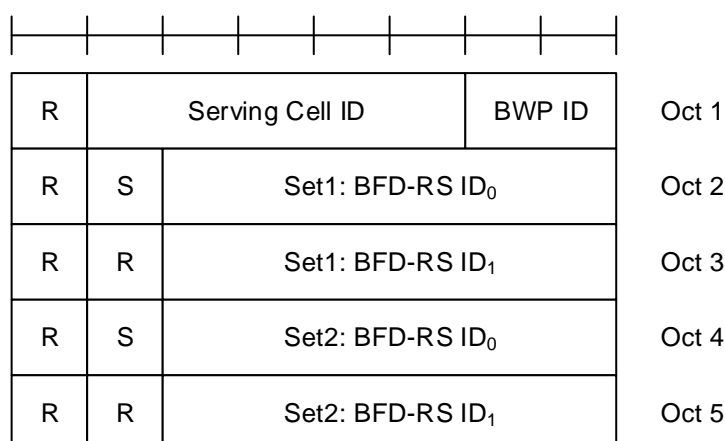 R Serving Cell ID BWP ID Oct 1
R S Set1: BFD-RS ID₀ Oct 2
R R Set1: BFD-RS ID₁ Oct 3
R S Set2: BFD-RS ID₀ Oct 4
R R Set2: BFD-RS ID₁ Oct 5